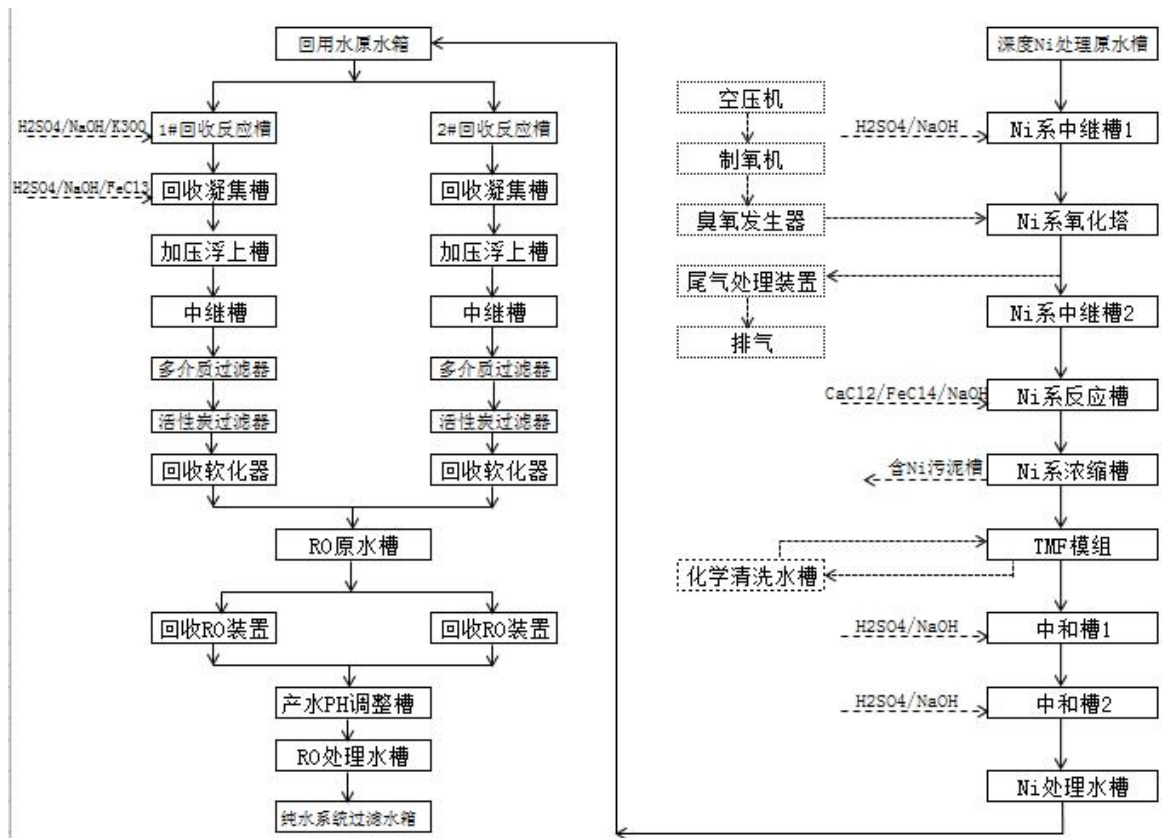 回用水原水箱
H2SO4/NaOH/K300
1#回收反应槽
2#回收反应槽
H2SO4/NaOH/FeCl3
回收凝集槽
回收凝集槽
加压浮上槽
加压浮上槽
中继槽
中继槽
多介质过滤器
多介质过滤器
活性炭过滤器
活性炭过滤器
回收软化器
回收软化器
RO原水槽
回收RO装置
回收RO装置
产水PH调整槽
RO处理水槽
纯水系统过滤水箱
空压机
制氧机
臭氧发生器
尾气处理装置
排气
深度Ni处理原水槽
H2SO4/NaOH
Ni系中继槽1
Ni系氧化塔
Ni系中继槽2
CaCl2/FeCl4/NaOH
Ni系反应槽
含Ni污泥槽
Ni系浓缩槽
TMF模组
化学清洗水槽
H2SO4/NaOH
中和槽1
H2SO4/NaOH
中和槽2
Ni处理水槽